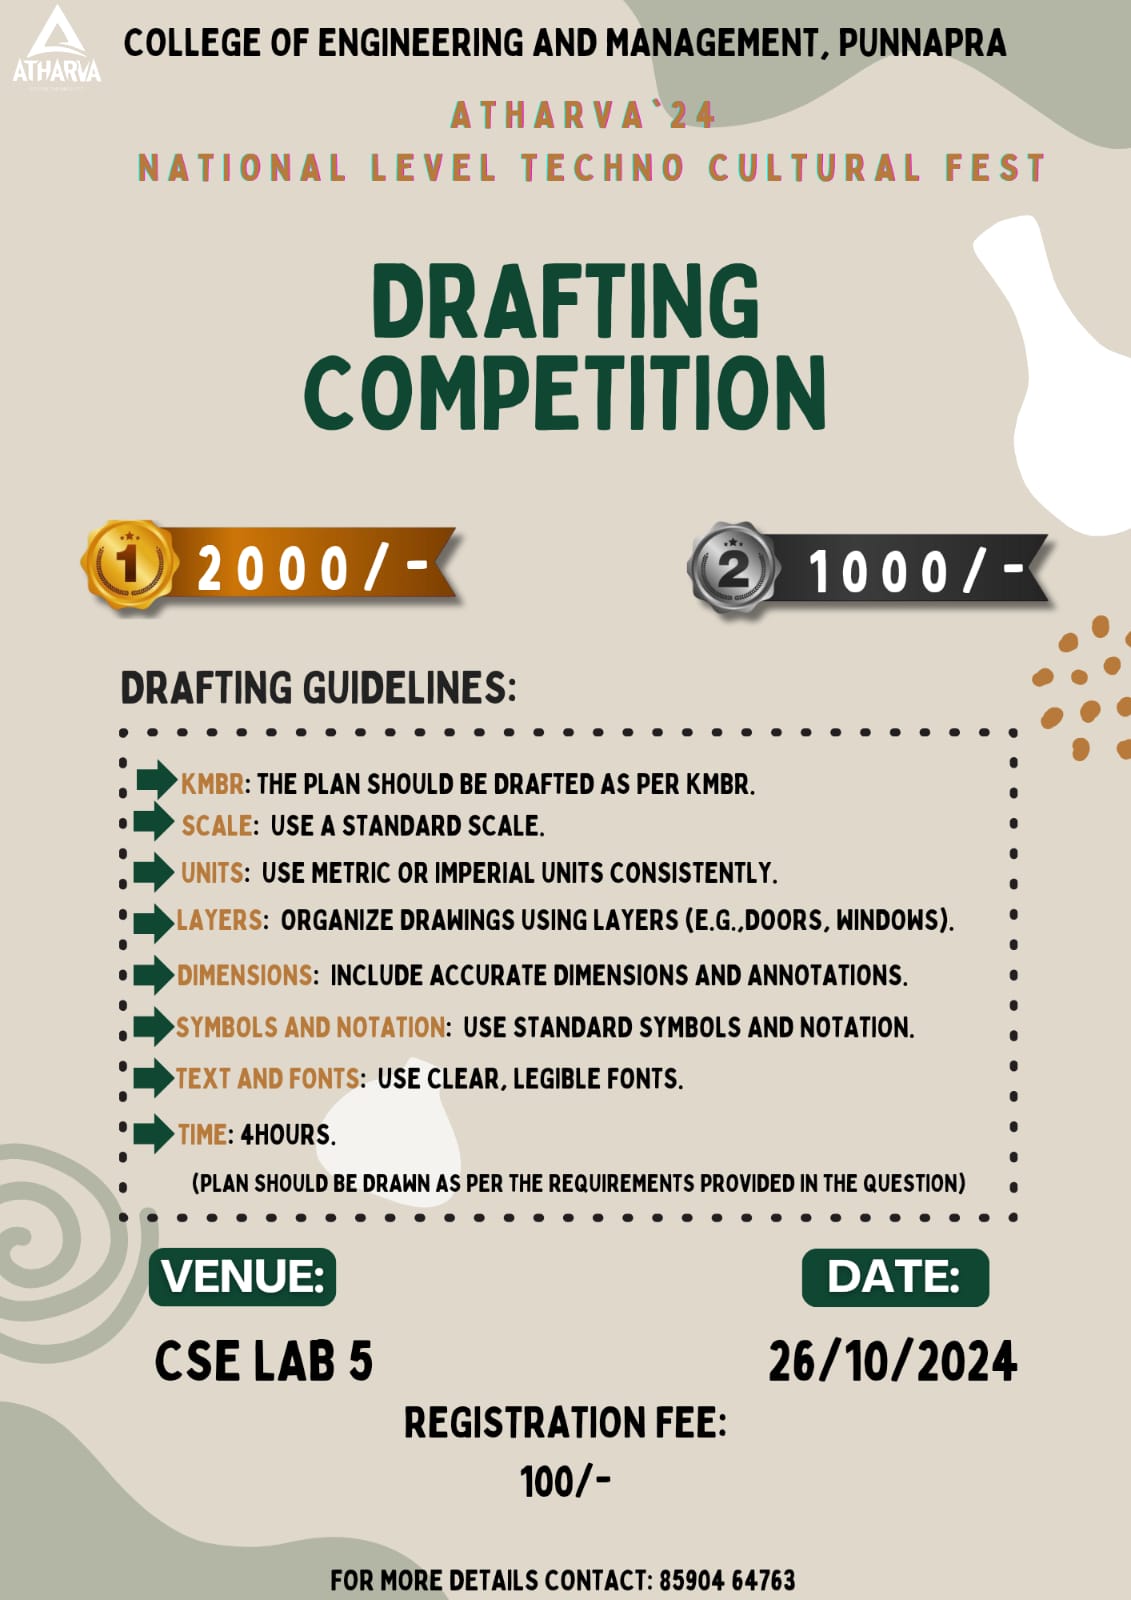 ATHARVA
COLLEGE OF ENGINEERING AND MANAGEMENT, PUNNAPRA
ATHARVA`24
NATIONAL LEVEL TECHNO CULTURAL FEST
DRAFTING
COMPETITION
1 2000/-
2 1000/-
DRAFTING GUIDELINES:
KMBR: THE PLAN SHOULD BE DRAFTED AS PER KMBR.
SCALE: USE A STANDARD SCALE.
UNITS: USE METRIC OR IMPERIAL UNITS CONSISTENTLY.
LAYERS: ORGANIZE DRAWINGS USING LAYERS (E.G.,DOORS, WINDOWS).
DIMENSIONS: INCLUDE ACCURATE DIMENSIONS AND ANNOTATIONS.
SYMBOLS AND NOTATION: USE STANDARD SYMBOLS AND NOTATION.
TEXT AND FONTS: USE CLEAR, LEGIBLE FONTS.
TIME: 4HOURS.
(PLAN SHOULD BE DRAWN AS PER THE REQUIREMENTS PROVIDED IN THE QUESTION)
VENUE:
CSE LAB 5
DATE:
26/10/2024
REGISTRATION FEE:
100/-
FOR MORE DETAILS CONTACT: 85904 64763